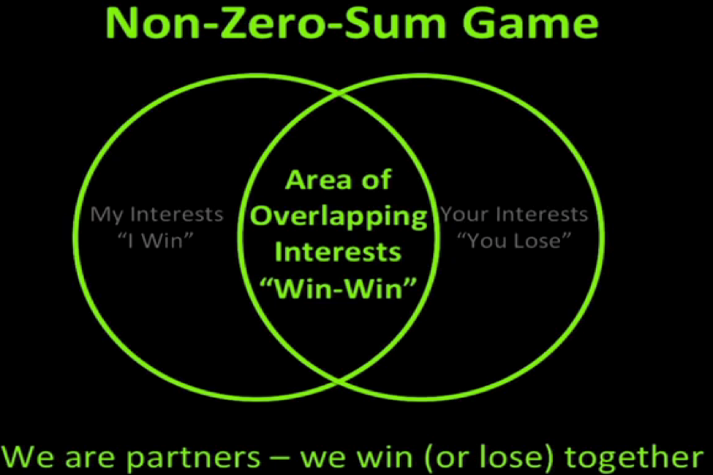 Non-Zero-Sum Game
Area of
Overlapping
Interests
“Win-Win”
My Interests
“I Win”
Your Interests
“You Lose”
We are partners – we win (or lose) together